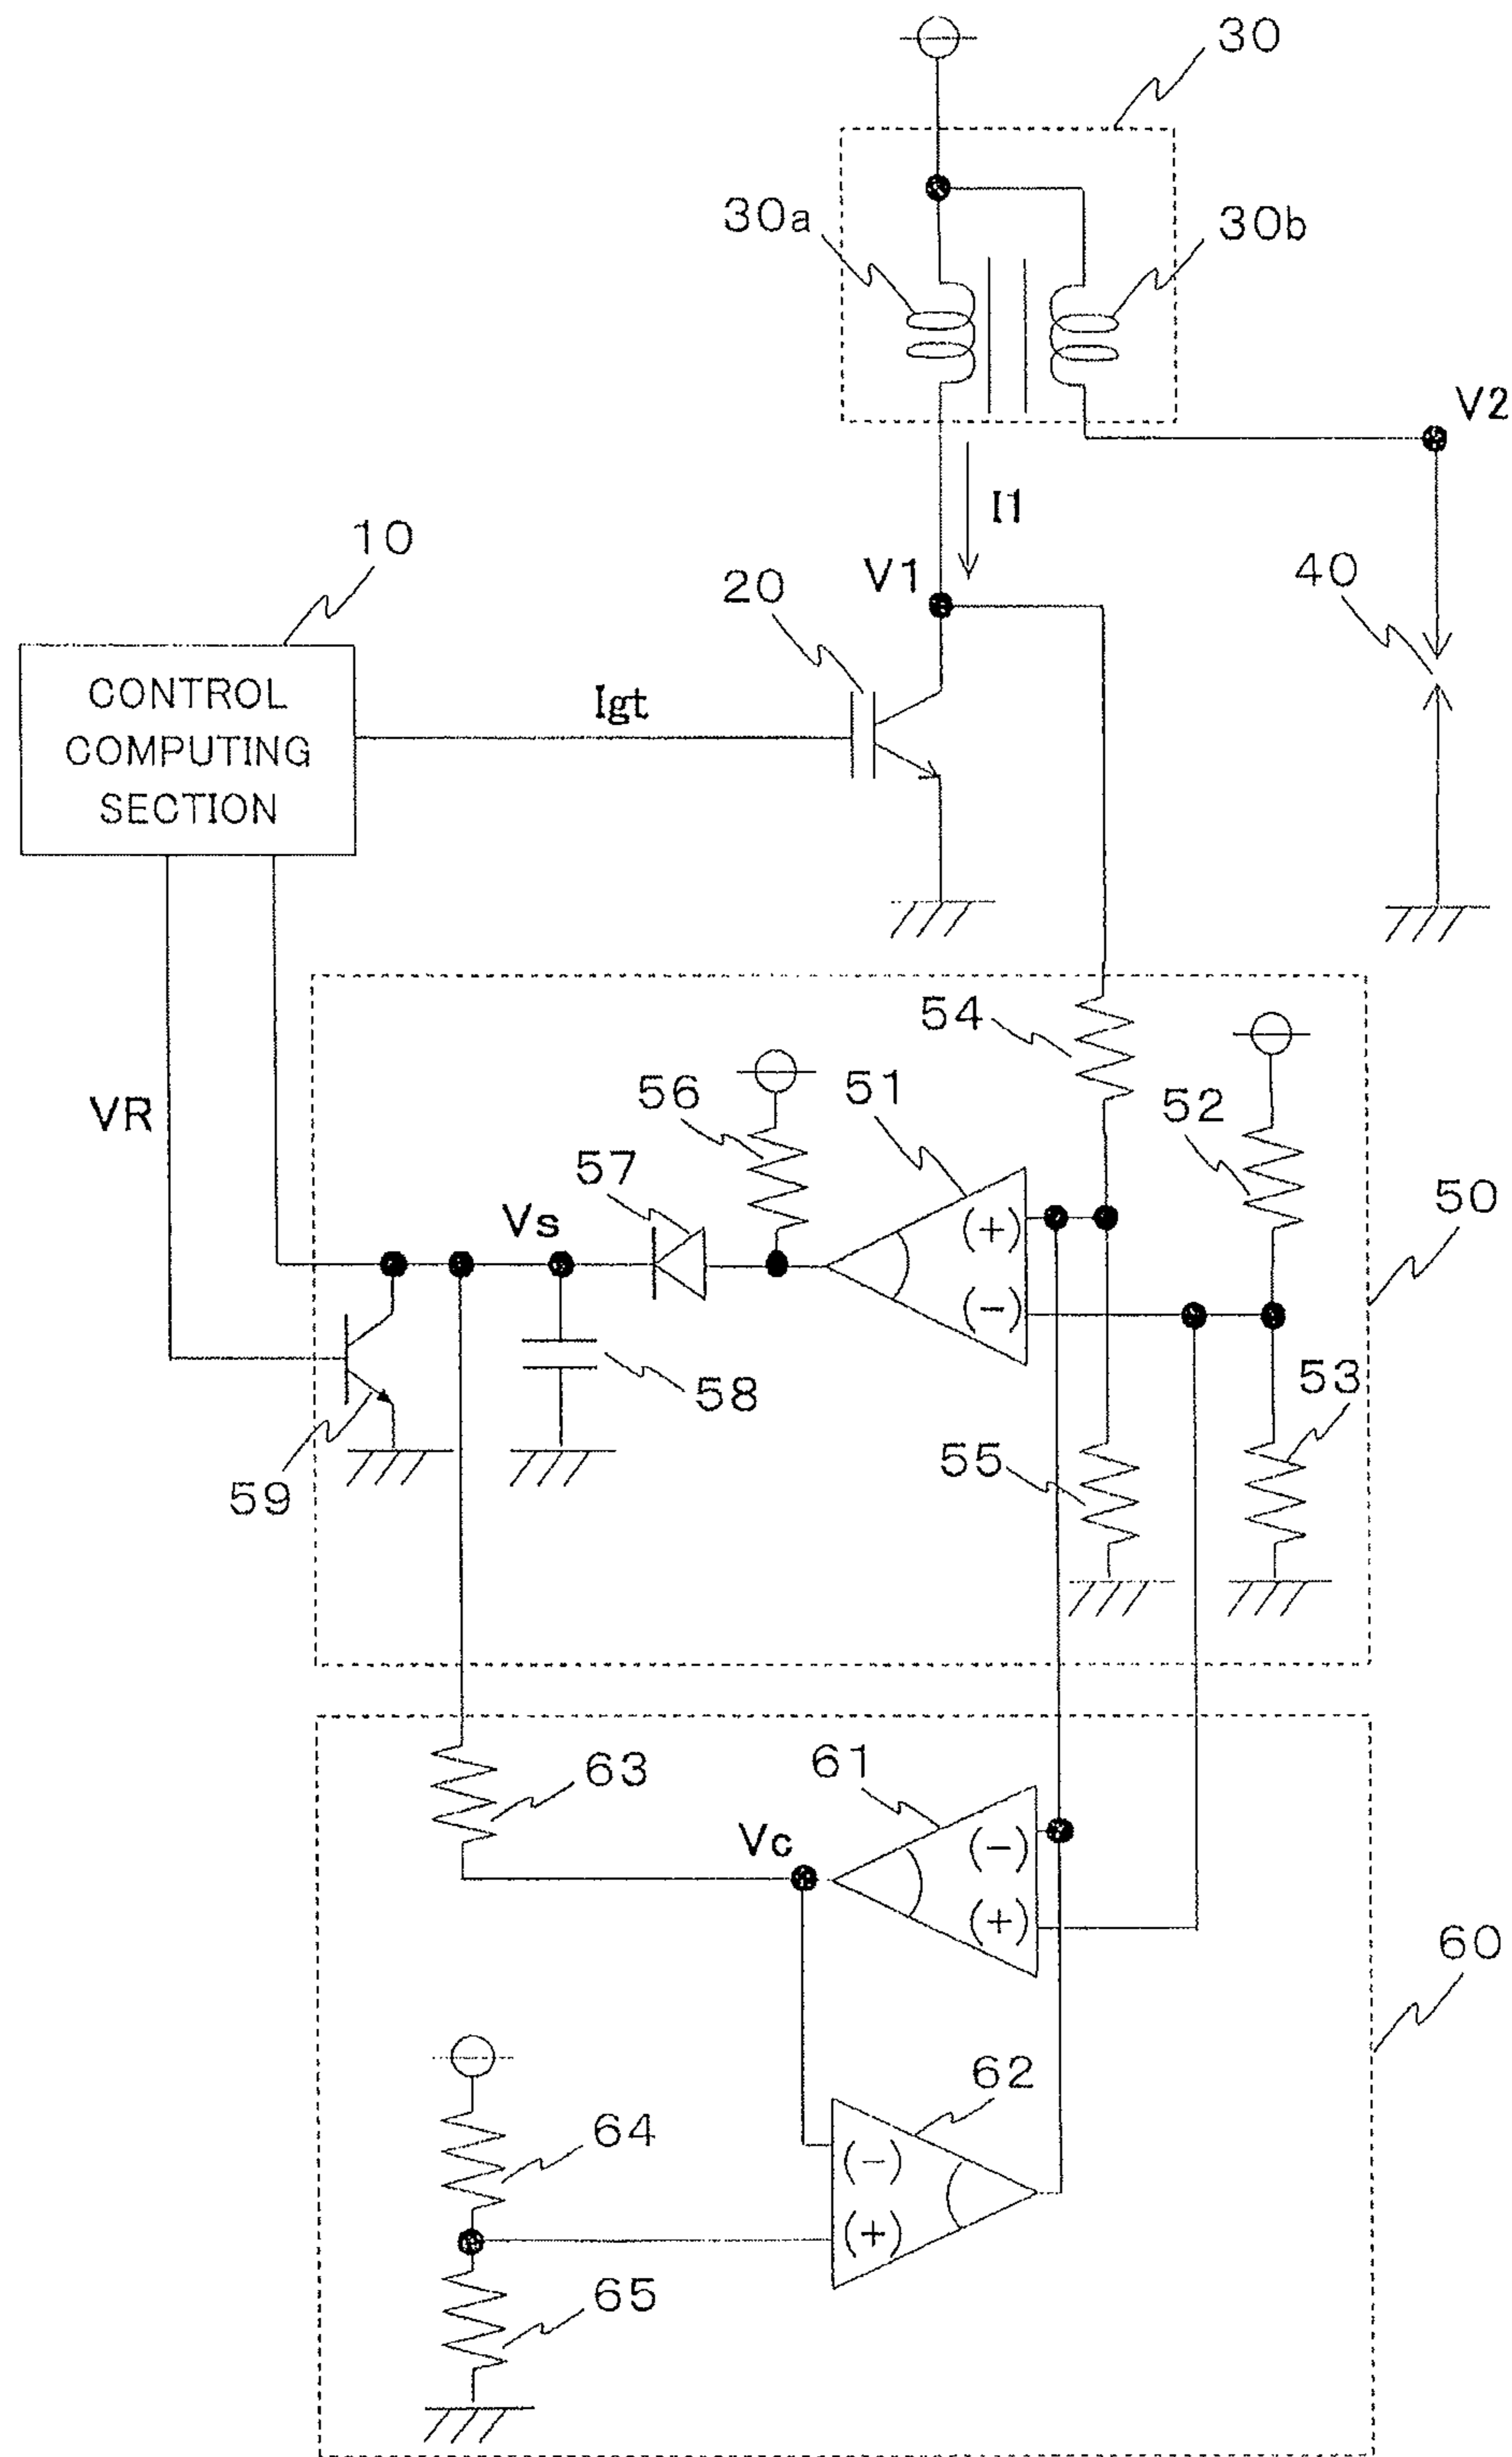 30
30a
30b
V2
I1
10
V1
20
40
CONTROL
COMPUTING
SECTION
Igt
54
VR
56
51
52
57
50
Vs
(+)
(-)
58
53
59
55
63
61
Vc
(-)
(+)
60
62
64
(-)
(+)
65